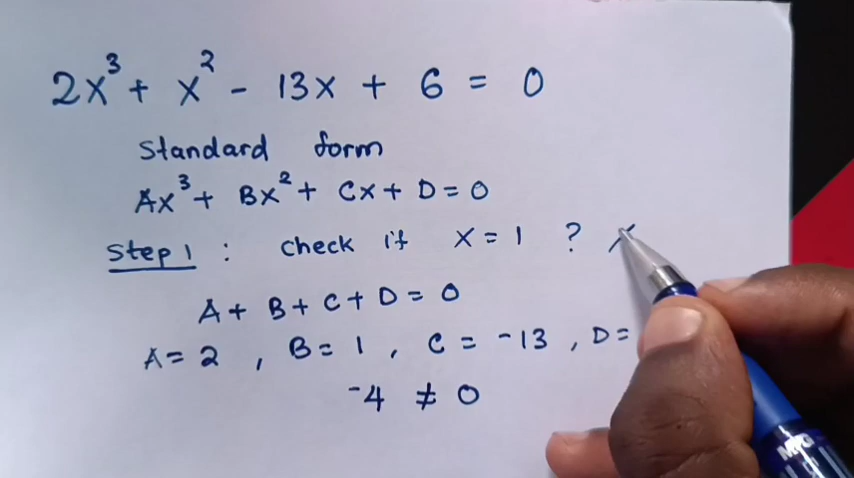 2x³ + x² - 13x + 6 = 0
Standard form
Ax³ + Bx² + Cx + D = 0
Step 1 : check if x = 1 ?
A + B + C + D = 0
A = 2 , B = 1 , C = -13 , D =
-4 ≠ 0